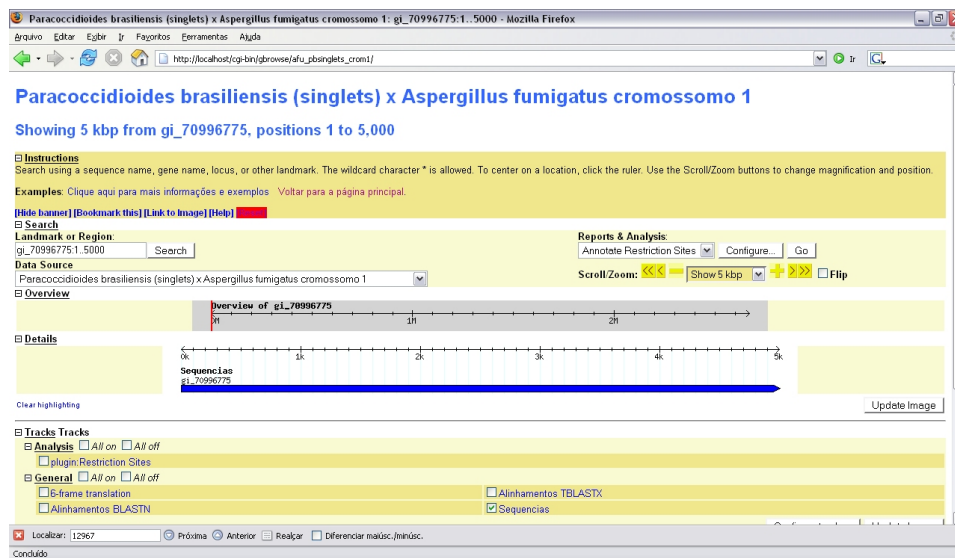 Paracoccidioides brasiliensis (singlets) x Aspergillus fumigatus cromossomo 1: gi_70996775:1..5000 - Mozilla Firefox
Arquivo Editar Exibir Ir Favoritos Ferramentas Ajuda
http://localhost/cgi-bin/gbrowse/afu_pbsinglets_crom1/ Ir
Paracoccidioides brasiliensis (singlets) x Aspergillus fumigatus cromossomo 1
Showing 5 kbp from gi_70996775, positions 1 to 5,000
Instructions
Search using a sequence name, gene name, locus, or other landmark. The wildcard character * is allowed. To center on a location, click the ruler. Use the Scroll/Zoom buttons to change magnification and position.
Examples: Clique aqui para mais informações e exemplos Voltar para a página principal.
[Hide banner] [Bookmark this] [Link to Image] [Help]
Search
Landmark or Region: Reports & Analysis:
gi_70996775:1..5000 Search Annotate Restriction Sites Configure... Go
Data Source
Paracoccidioides brasiliensis (singlets) x Aspergillus fumigatus cromossomo 1 Scroll/Zoom: Show 5 kbp Flip
Overview
Overview of gi_70996775
0M 1M 2M
Details
0k 1k 2k 3k 4k 5k
Sequencias
gi_70996775
Clear highlighting Update Image
Tracks Tracks
Analysis All on All off
plugin:Restriction Sites
General All on All off
6-frame translation Alinhamentos TBLASTX
Alinhamentos BLASTN Sequencias
Localizar: 12967 Próxima Anterior Realçar Diferenciar maiúsc./minúsc.
Concluído